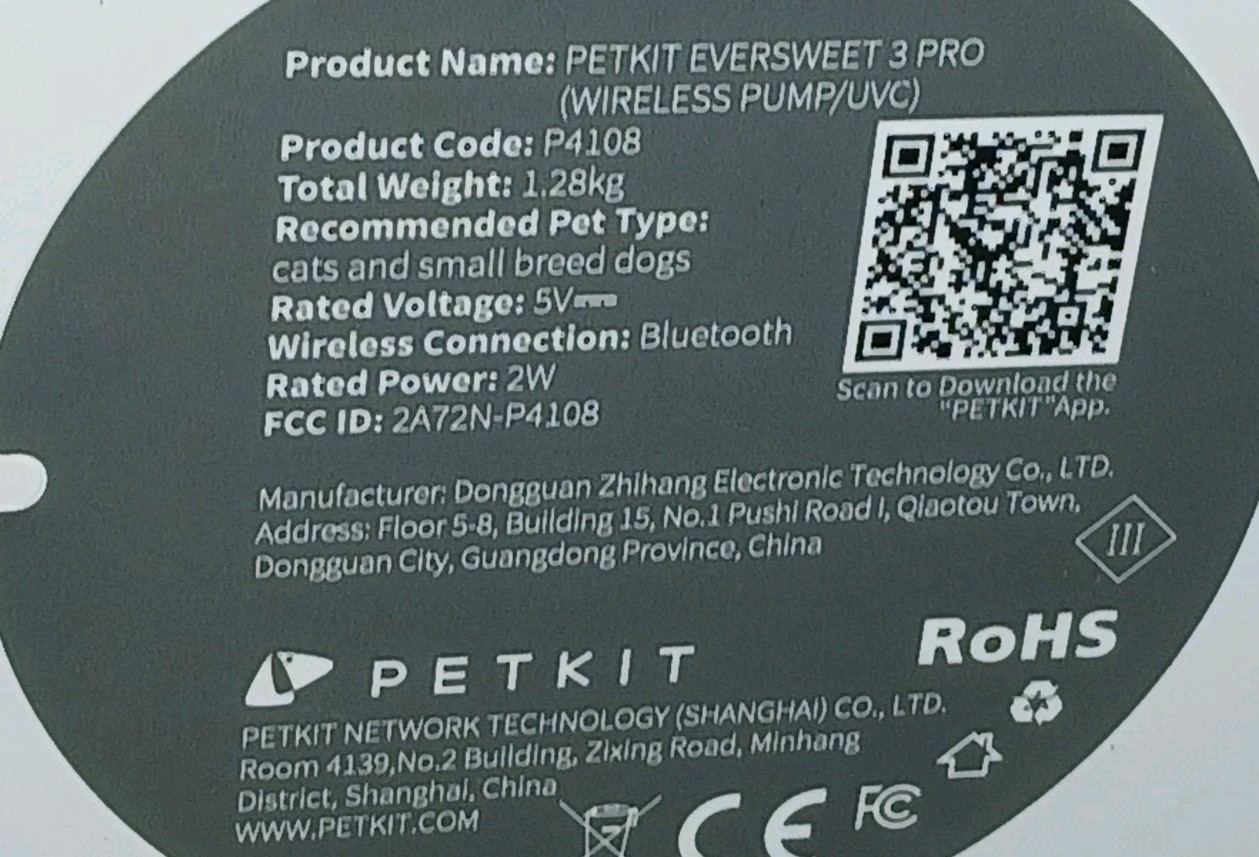 Product Name: PETKIT EVERSWEET 3 PRO
(WIRELESS PUMP/UVC)
Product Code: P4108
Total Weight: 1.28kg
Recommended Pet Type:
cats and small breed dogs
Rated Voltage: 5V⎓
Wireless Connection: Bluetooth
Rated Power: 2W
FCC ID: 2A72N-P4108
Scan to Download the
"PETKIT"App.
Manufacturer: Dongguan Zhihang Electronic Technology Co., LTD.
Address: Floor 5-8, Building 15, No.1 Pushi Road I, Qiaotou Town,
Dongguan City, Guangdong Province, China
III
RoHS
PETKIT
PETKIT NETWORK TECHNOLOGY (SHANGHAI) CO., LTD.
Room 4139,No.2 Building, Zixing Road, Minhang
District, Shanghai, China
WWW.PETKIT.COM
CE FC